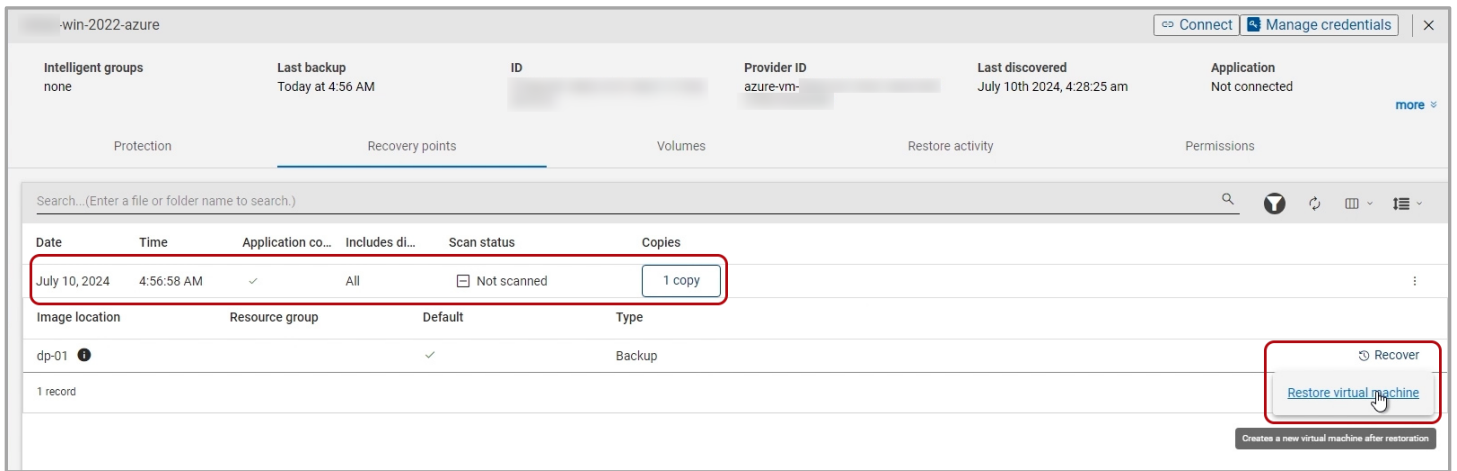 -win-2022-azure Connect Manage credentials ×
Intelligent groups Last backup ID Provider ID Last discovered Application
none Today at 4:56 AM azure-vm- July 10th 2024, 4:28:25 am Not connected
more
Protection Recovery points Volumes Restore activity Permissions
Search...(Enter a file or folder name to search.)
Date Time Application co... Includes di... Scan status Copies
July 10, 2024 4:56:58 AM All Not scanned 1 copy
Image location Resource group Default Type
dp-01 Backup Recover
1 record Restore virtual machine
Creates a new virtual machine after restoration